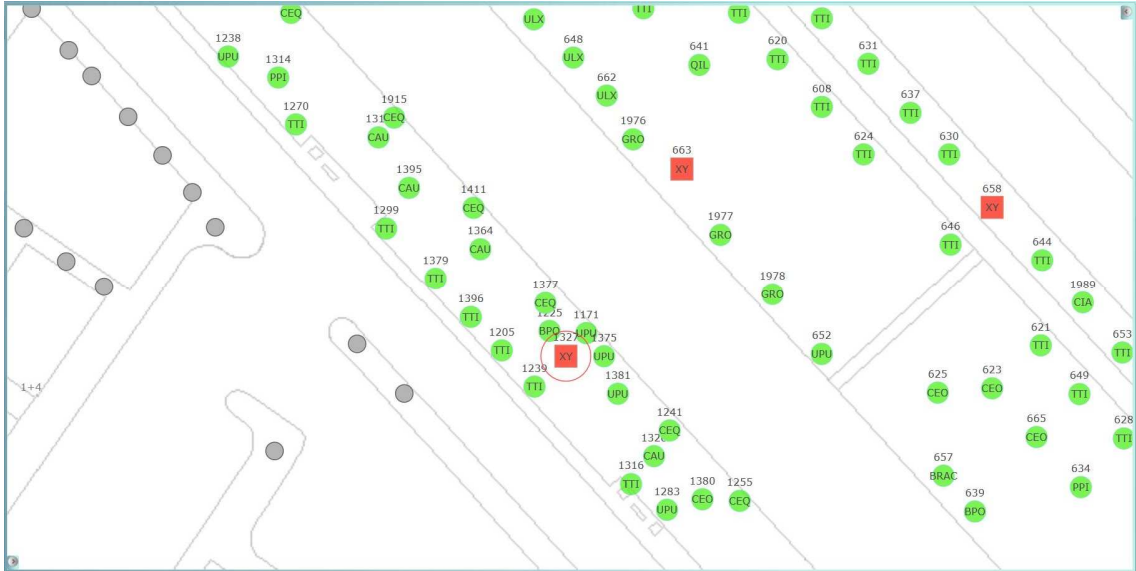 CEQ
ULX
TTI
TTI
TTI
1238
UPU
1314
PPI
648
ULX
641
QIL
620
TTI
631
TTI
662
ULX
608
TTI
637
TTI
1270
TTI
1915
CEQ
131
CAU
1976
GRO
663
XY
624
TTI
630
TTI
1395
CAU
1411
CEQ
658
XY
1299
TTI
1364
CAU
1977
GRO
646
TTI
644
TTI
1379
TTI
1377
CEQ
1978
GRO
1989
CIA
1396
TTI
1225
BPO
1171
UPU
1205
TTI
1327
XY
1375
UPU
652
UPU
621
TTI
653
TTI
1239
TTI
1381
UPU
625
CEO
623
CEO
649
TTI
1+4
1241
CEQ
132
CAU
665
CEO
628
TTI
1316
TTI
1283
UPU
1380
CEO
1255
CEQ
657
BRAC
634
PPI
639
BPO